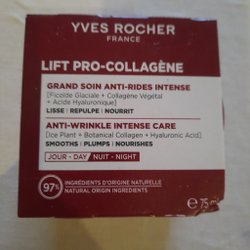 YVES ROCHER
FRANCE
LIFT PRO-COLLAGÈNE
GRAND SOIN ANTI-RIDES INTENSE
[Ficoïde Glaciale + Collagène Végétal
+ Acide Hyaluronique]
LISSE | REPULPE | NOURRIT
ANTI-WRINKLE INTENSE CARE
[Ice Plant + Botanical Collagen + Hyaluronic Acid]
SMOOTHS | PLUMPS | NOURISHES
JOUR - DAY / NUIT - NIGHT
97%
INGRÉDIENTS D'ORIGINE NATURELLE
NATURAL ORIGIN INGREDIENTS
e 75 ml